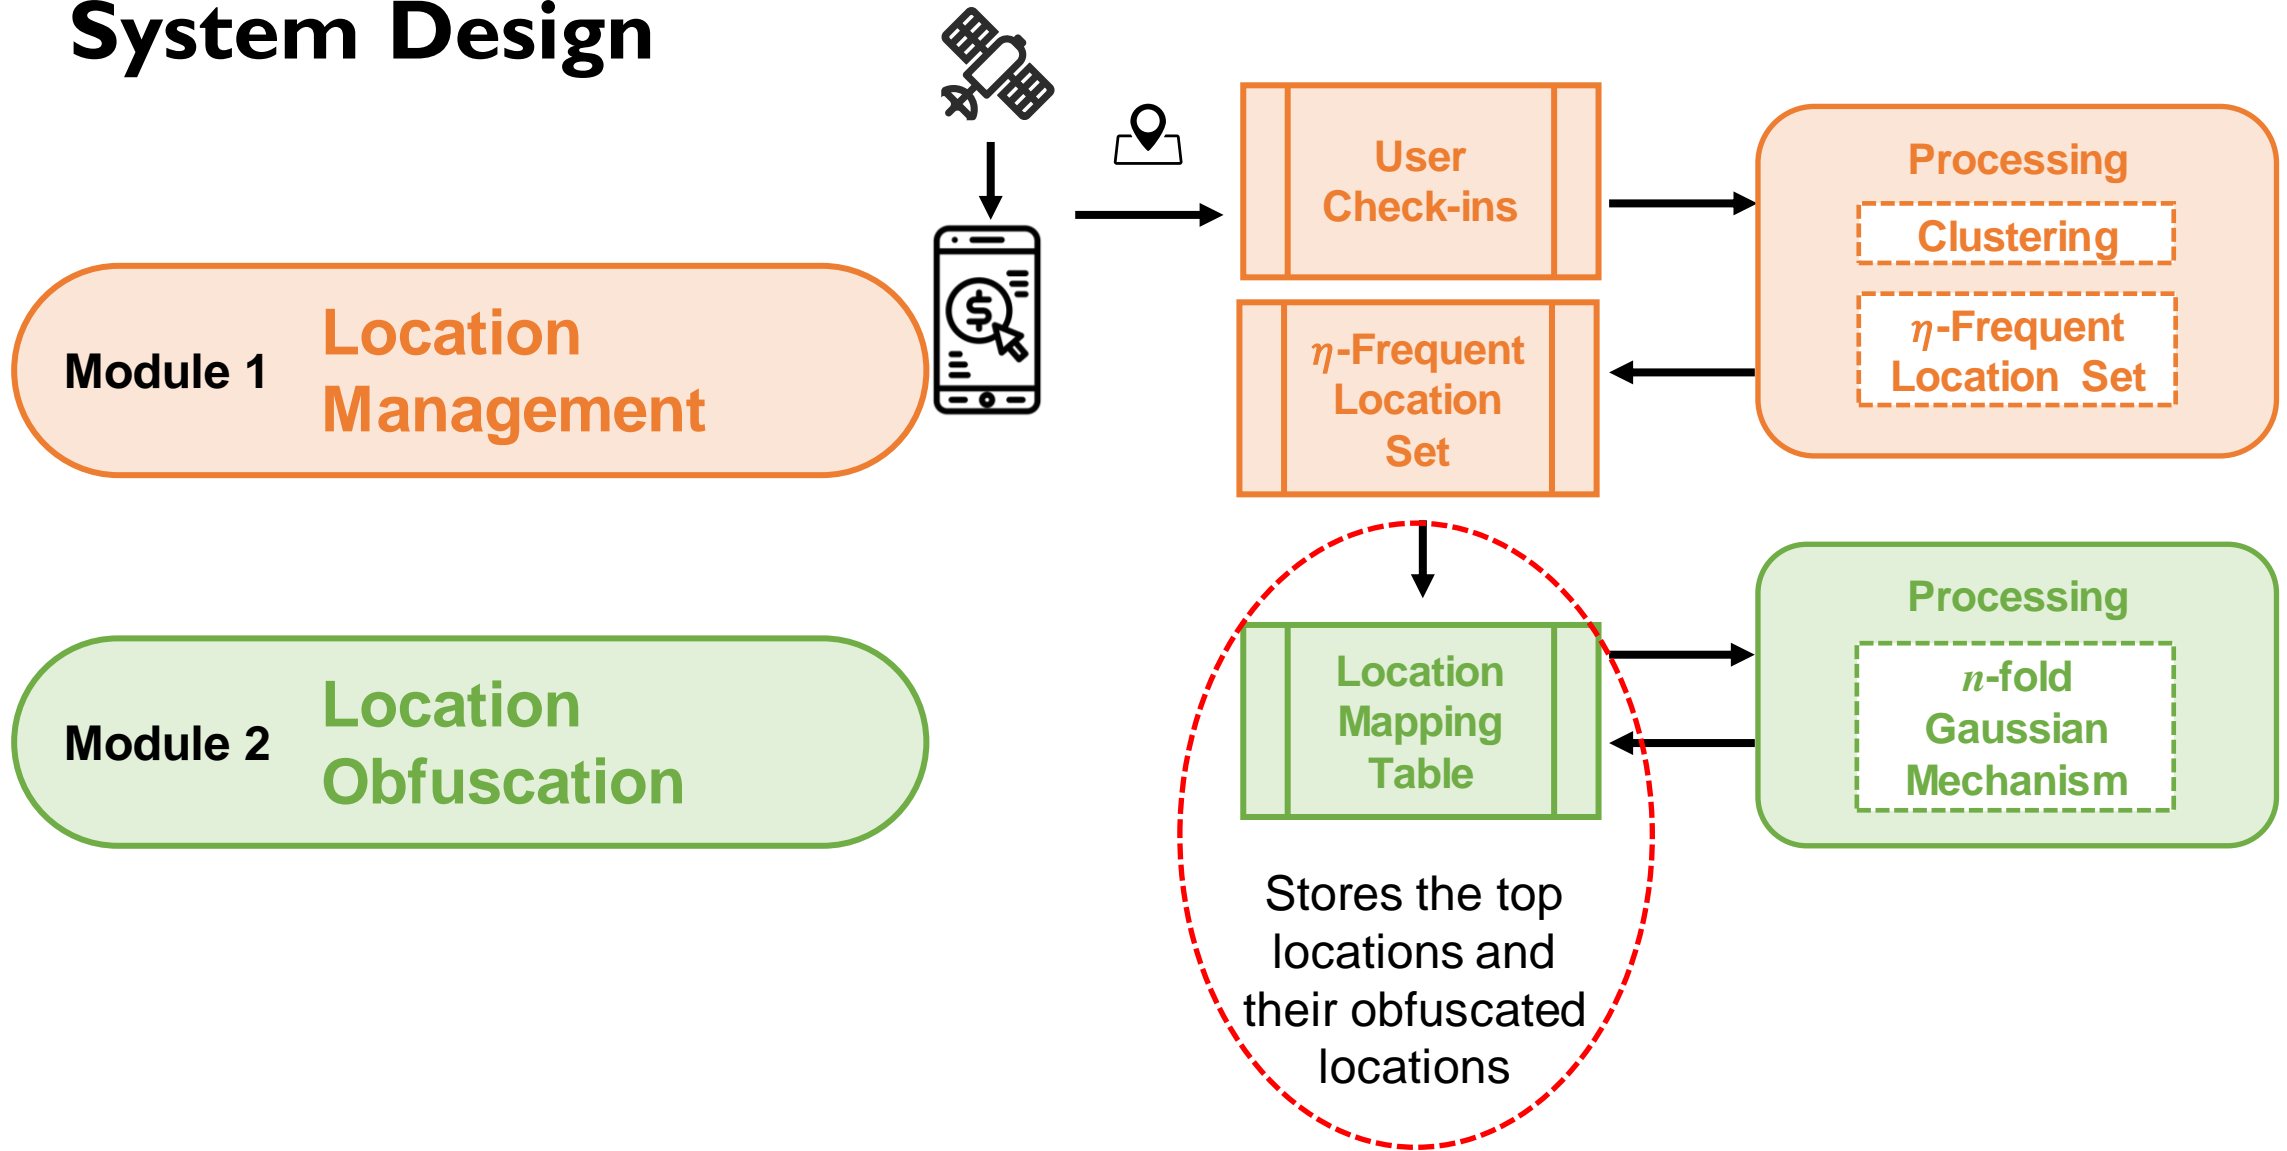 System Design
Module 1
Location
Management
User
Check-ins
Processing
Clustering
η-Frequent
Location Set
η-Frequent
Location
Set
Module 2
Location
Obfuscation
Location
Mapping
Table
Processing
n-fold
Gaussian
Mechanism
Stores the top
locations and
their obfuscated
locations
$